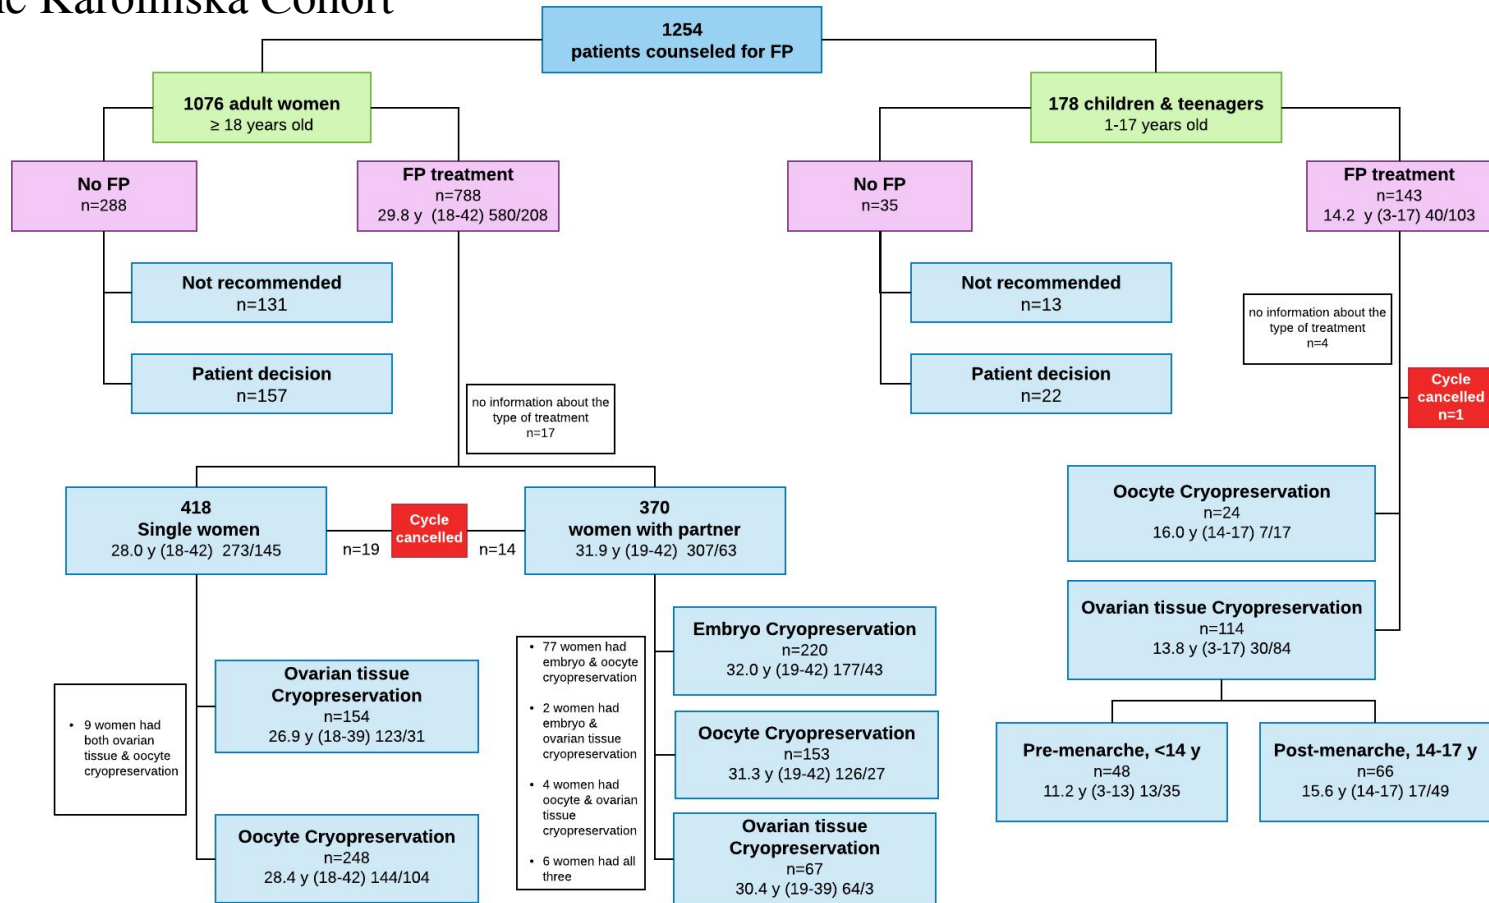 Karolinska Cohort
1254
patients counseled for FP
1076 adult women
≥ 18 years old
178 children & teenagers
1-17 years old
No FP
n=288
FP treatment
n=788
29.8 y (18-42) 580/208
No FP
n=35
FP treatment
n=143
14.2 y (3-17) 40/103
Not recommended
n=131
Patient decision
n=157
Not recommended
n=13
Patient decision
n=22
no information about the
type of treatment
n=4
Cycle
cancelled
n=1
no information about the
type of treatment
n=17
418
Single women
28.0 y (18-42) 273/145
n=19
Cycle
cancelled
n=14
370
women with partner
31.9 y (19-42) 307/63
Oocyte Cryopreservation
n=24
16.0 y (14-17) 7/17
Ovarian tissue Cryopreservation
n=114
13.8 y (3-17) 30/84
Pre-menarche, <14 y
n=48
11.2 y (3-13) 13/35
Post-menarche, 14-17 y
n=66
15.6 y (14-17) 17/49
• 9 women had
both ovarian
tissue & oocyte
cryopreservation
Ovarian tissue
Cryopreservation
n=154
26.9 y (18-39) 123/31
Oocyte Cryopreservation
n=248
28.4 y (18-42) 144/104
• 77 women had
embryo & oocyte
cryopreservation
• 2 women had
embryo &
ovarian tissue
cryopreservation
• 4 women had
oocyte & ovarian
tissue
cryopreservation
• 6 women had all
three
Embryo Cryopreservation
n=220
32.0 y (19-42) 177/43
Oocyte Cryopreservation
n=153
31.3 y (19-42) 126/27
Ovarian tissue
Cryopreservation
n=67
30.4 y (19-39) 64/3